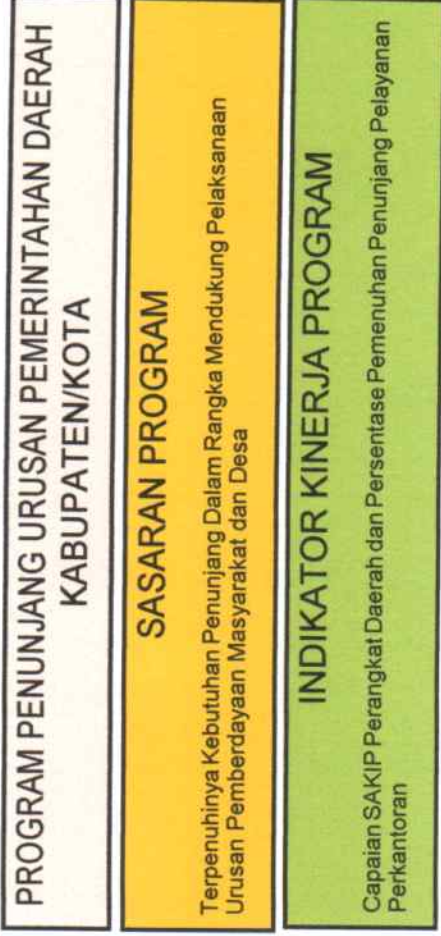 PROGRAM PENUNJANG URUSAN PEMERINTAHAN DAERAH
KABUPATEN/KOTA
SASARAN PROGRAM
Terpenuhinya Kebutuhan Penunjang Dalam Rangka Mendukung Pelaksanaan
Urusan Pemberdayaan Masyarakat dan Desa
INDIKATOR KINERJA PROGRAM
Capaian SAKIP Perangkat Daerah dan Persentase Pemenuhan Penunjang Pelayanan
Perkantoran